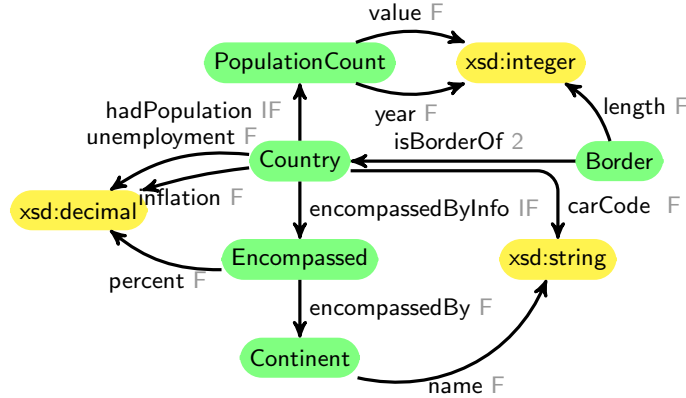 value F
PopulationCount
xsd:integer
year F
hadPopulation IF
length F
unemployment F
isBorderOf 2
Country
Border
inflation F
xsd:decimal
encompassedByInfo IF
carCode F
Encompassed
xsd:string
percent F
encompassedBy F
Continent
name F